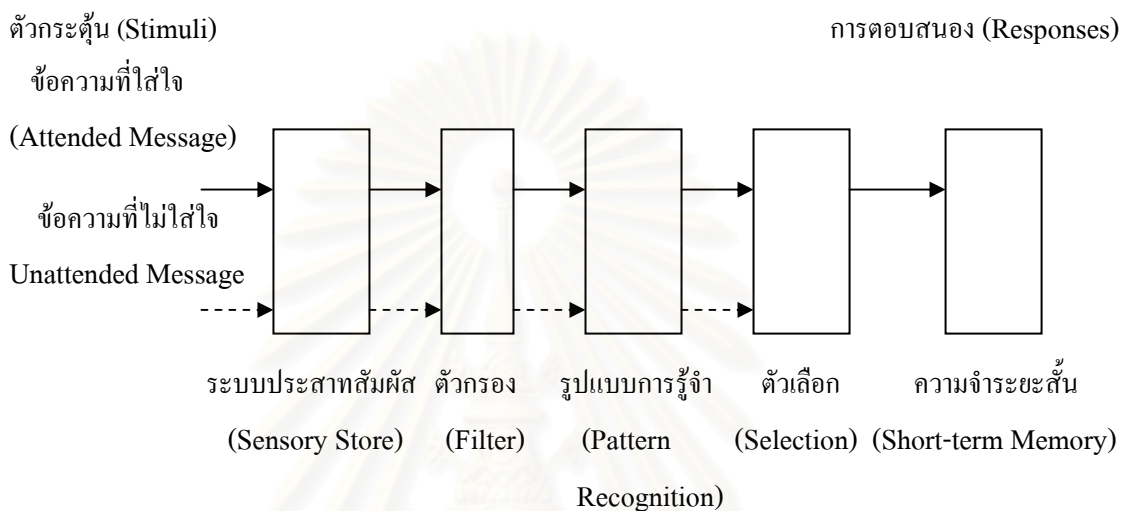 ตัวกระตุ้น (Stimuli) การตอบสนอง (Responses)
ข้อความที่ใส่ใจ
(Attended Message)
ข้อความที่ไม่ใส่ใจ
Unattended Message
ระบบประสาทสัมผัส ตัวกรอง รูปแบบการรู้จำ ตัวเลือก ความจำระยะสั้น
(Sensory Store) (Filter) (Pattern (Selection) (Short-term Memory)
Recognition)